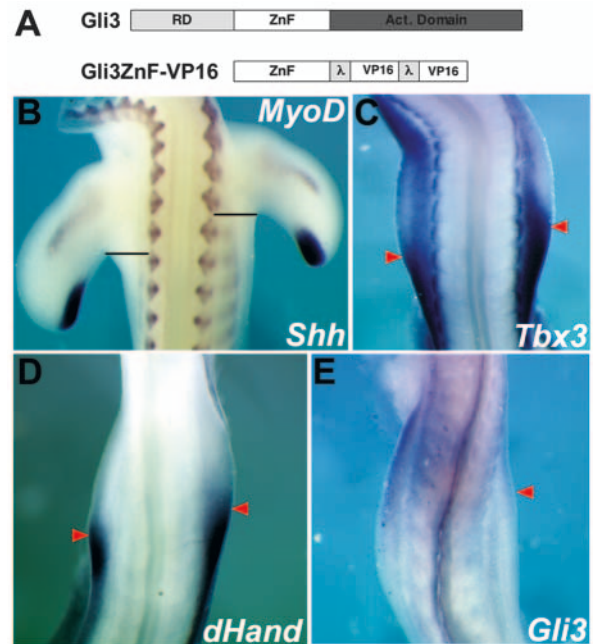 A
Gli3 RD ZnF Act. Domain
Gli3ZnF-VP16 ZnF λ VP16 λ VP16
B MyoD
Shh
C
Tbx3
D
dHand
E
Gli3